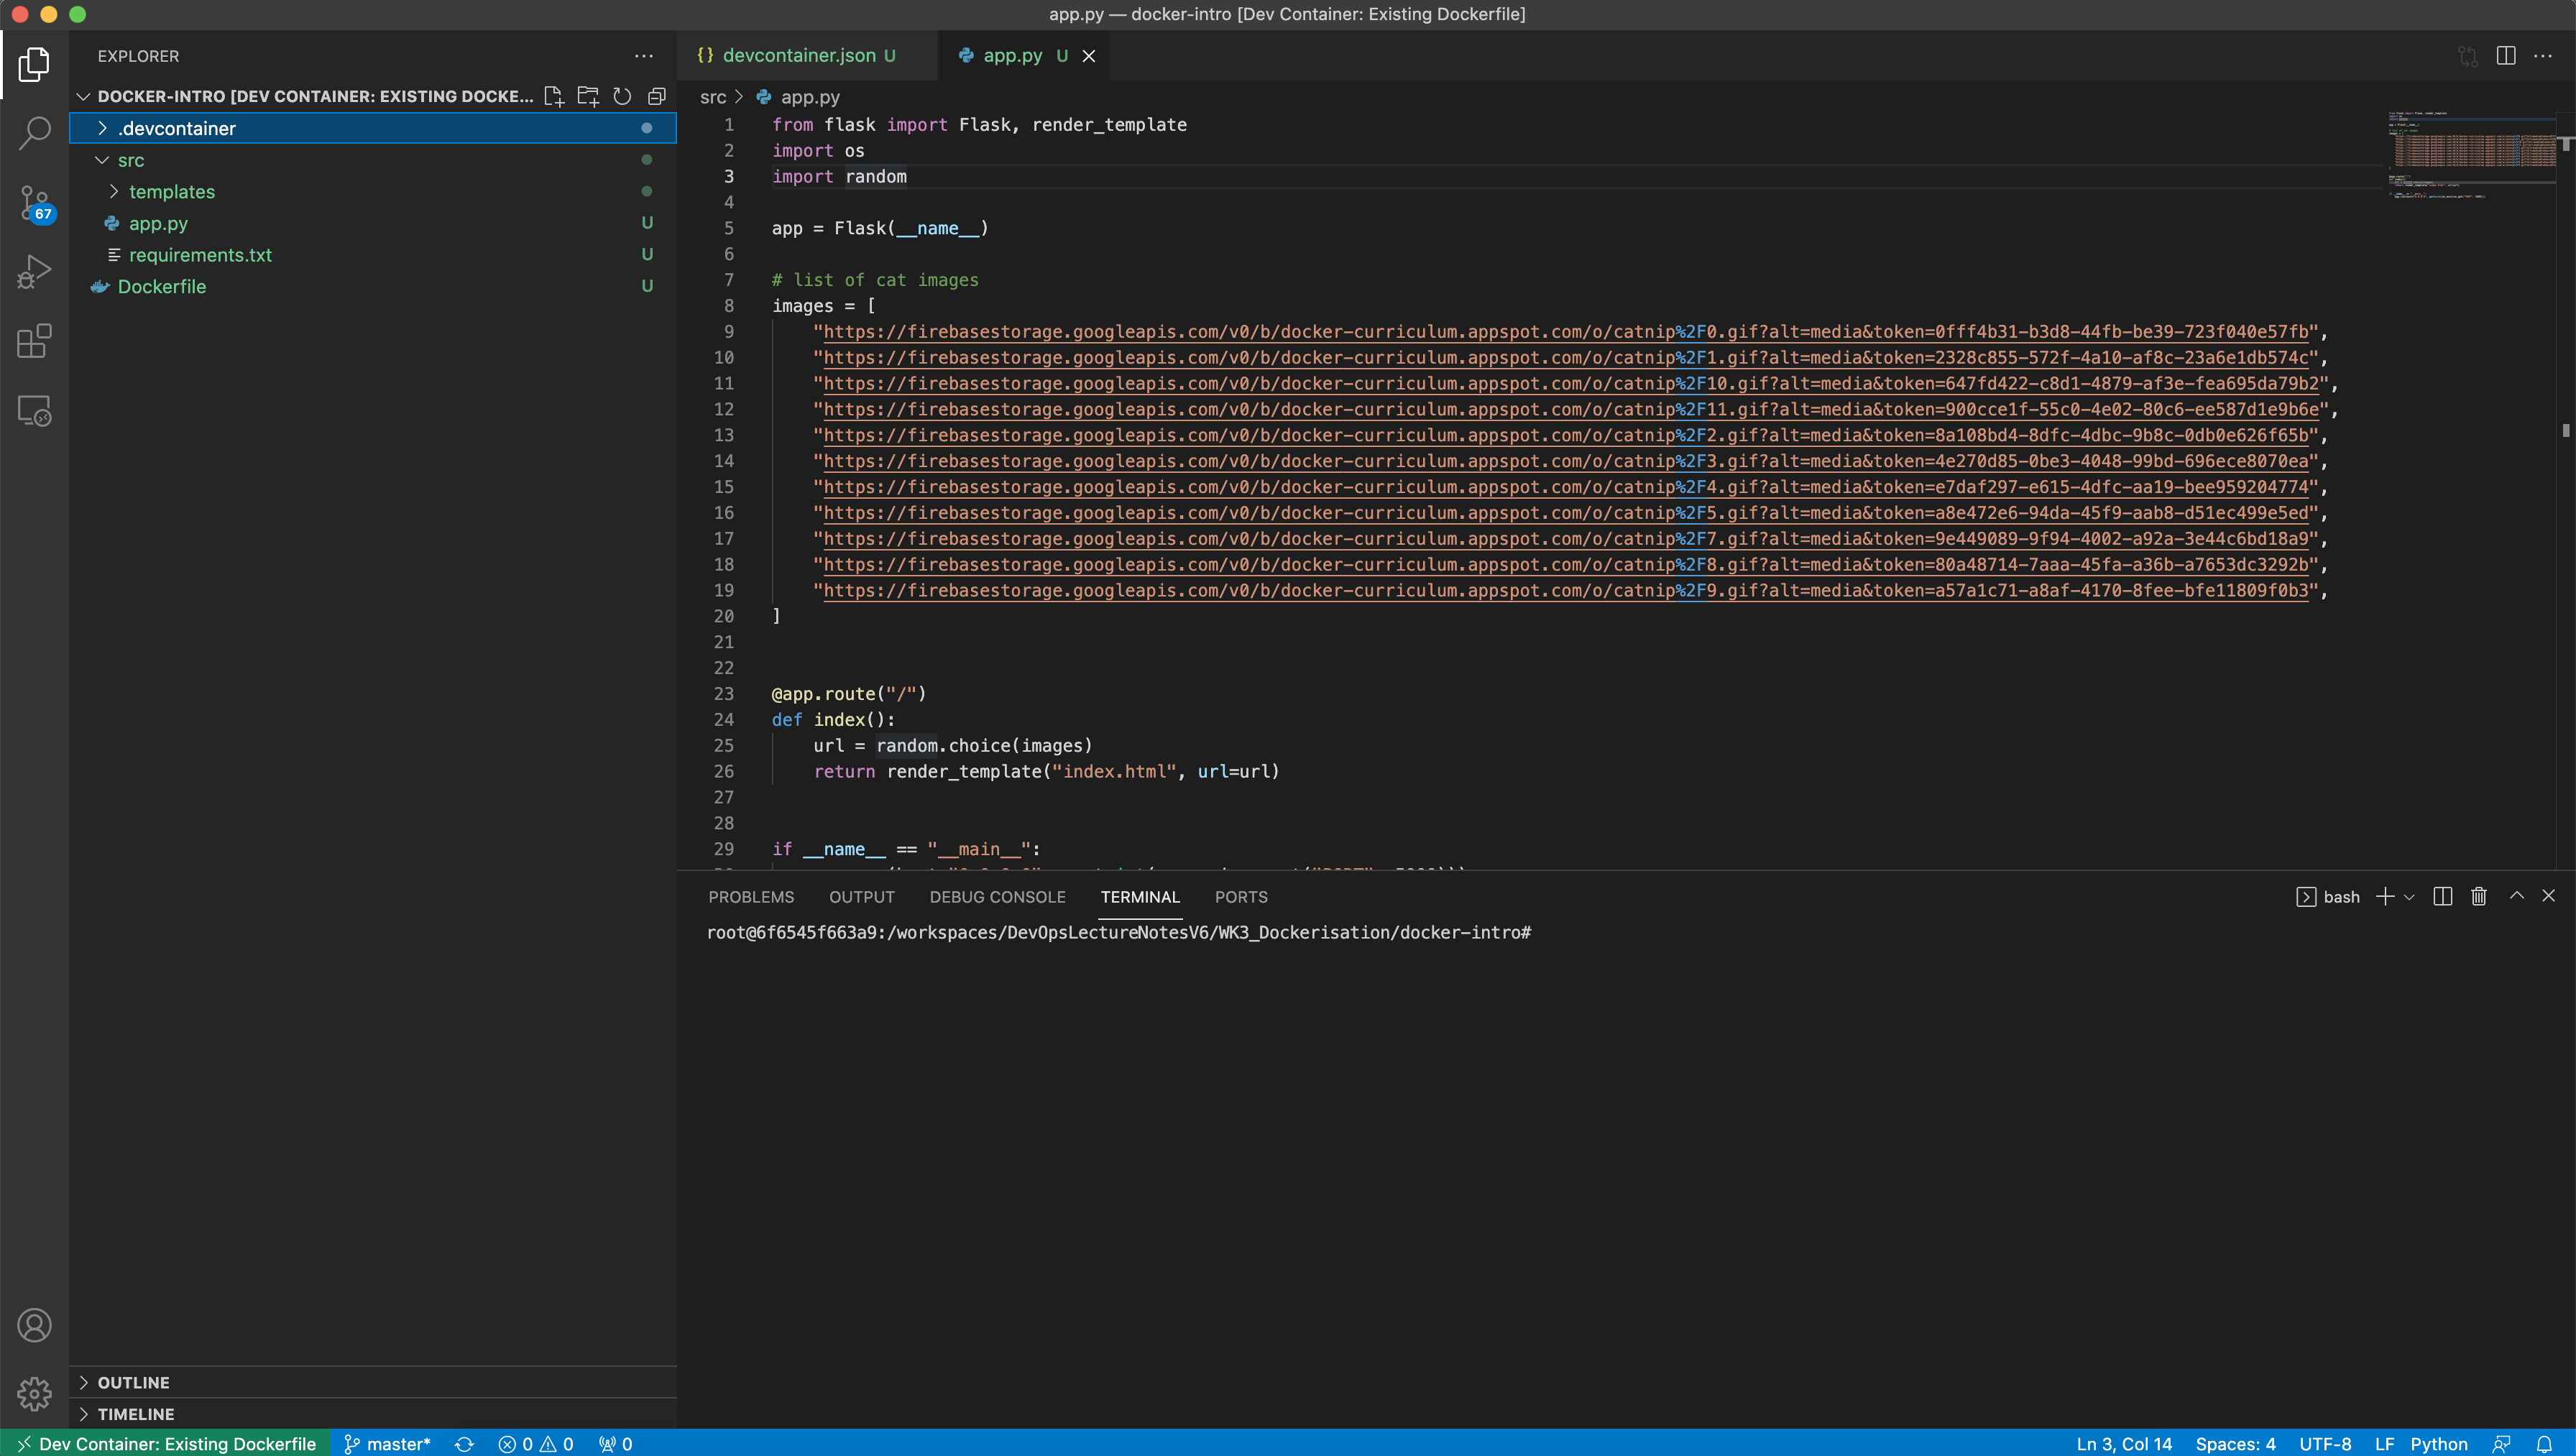 app.py — docker-intro [Dev Container: Existing Dockerfile]
EXPLORER
DOCKER-INTRO [DEV CONTAINER: EXISTING DOCKE...
.devcontainer
src
templates
app.py U
requirements.txt U
Dockerfile U
67
OUTLINE
TIMELINE
{} devcontainer.json U
app.py U
src > app.py
1 from flask import Flask, render_template
2 import os
3 import random
4
5 app = Flask(__name__)
6
7 # list of cat images
8 images = [
9 "https://firebasestorage.googleapis.com/v0/b/docker-curriculum.appspot.com/o/catnip%2F0.gif?alt=media&token=0fff4b31-b3d8-44fb-be39-723f040e57fb",
10 "https://firebasestorage.googleapis.com/v0/b/docker-curriculum.appspot.com/o/catnip%2F1.gif?alt=media&token=2328c855-572f-4a10-af8c-23a6e1db574c",
11 "https://firebasestorage.googleapis.com/v0/b/docker-curriculum.appspot.com/o/catnip%2F10.gif?alt=media&token=647fd422-c8d1-4879-af3e-fea695da79b2",
12 "https://firebasestorage.googleapis.com/v0/b/docker-curriculum.appspot.com/o/catnip%2F11.gif?alt=media&token=900cce1f-55c0-4e02-80c6-ee587d1e9b6e",
13 "https://firebasestorage.googleapis.com/v0/b/docker-curriculum.appspot.com/o/catnip%2F2.gif?alt=media&token=8a108bd4-8dfc-4dbc-9b8c-0db0e626f65b",
14 "https://firebasestorage.googleapis.com/v0/b/docker-curriculum.appspot.com/o/catnip%2F3.gif?alt=media&token=4e270d85-0be3-4048-99bd-696ece8070ea",
15 "https://firebasestorage.googleapis.com/v0/b/docker-curriculum.appspot.com/o/catnip%2F4.gif?alt=media&token=e7daf297-e615-4dfc-aa19-bee959204774",
16 "https://firebasestorage.googleapis.com/v0/b/docker-curriculum.appspot.com/o/catnip%2F5.gif?alt=media&token=a8e472e6-94da-45f9-aab8-d51ec499e5ed",
17 "https://firebasestorage.googleapis.com/v0/b/docker-curriculum.appspot.com/o/catnip%2F7.gif?alt=media&token=9e449089-9f94-4002-a92a-3e44c6bd18a9",
18 "https://firebasestorage.googleapis.com/v0/b/docker-curriculum.appspot.com/o/catnip%2F8.gif?alt=media&token=80a48714-7aaa-45fa-a36b-a7653dc3292b",
19 "https://firebasestorage.googleapis.com/v0/b/docker-curriculum.appspot.com/o/catnip%2F9.gif?alt=media&token=a57a1c71-a8af-4170-8fee-bfe11809f0b3",
20 ]
21
22
23 @app.route("/")
24 def index():
25 url = random.choice(images)
26 return render_template("index.html", url=url)
27
28
29 if __name__ == "__main__":
PROBLEMS OUTPUT DEBUG CONSOLE TERMINAL PORTS bash
root@6f6545f663a9:/workspaces/DevOpsLectureNotesV6/WK3_Dockerisation/docker-intro#
Dev Container: Existing Dockerfile master* 0 0 0 Ln 3, Col 14 Spaces: 4 UTF-8 LF Python